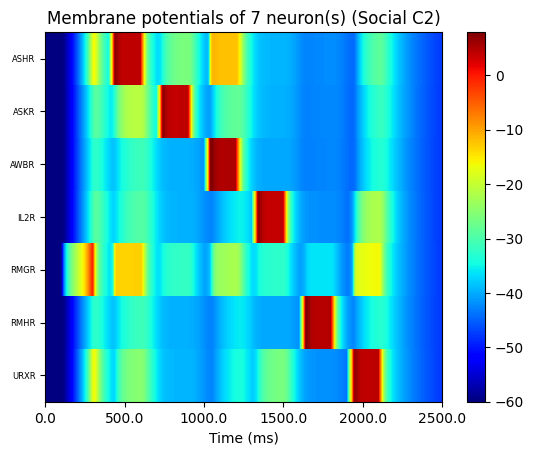 Membrane potentials of 7 neuron(s) (Social C2)
ASHR
ASKR
AWBR
IL2R
RMGR
RMHR
URXR
0
−10
−20
−30
−40
−50
−60
0.0 500.0 1000.0 1500.0 2000.0 2500.0
Time (ms)